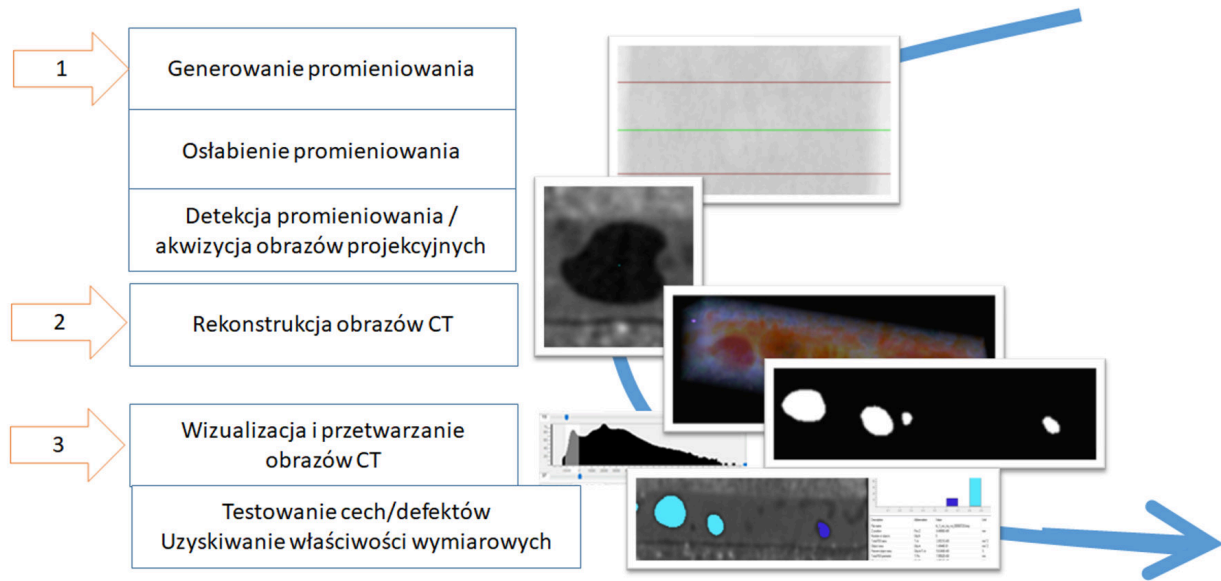 1
Generowanie promieniowania
Osłabienie promieniowania
Detekcja promieniowania /
akwizycja obrazów projekcyjnych
2
Rekonstrukcja obrazów CT
3
Wizualizacja i przetwarzanie
obrazów CT
Testowanie cech/defektów
Uzyskiwanie właściwości wymiarowych